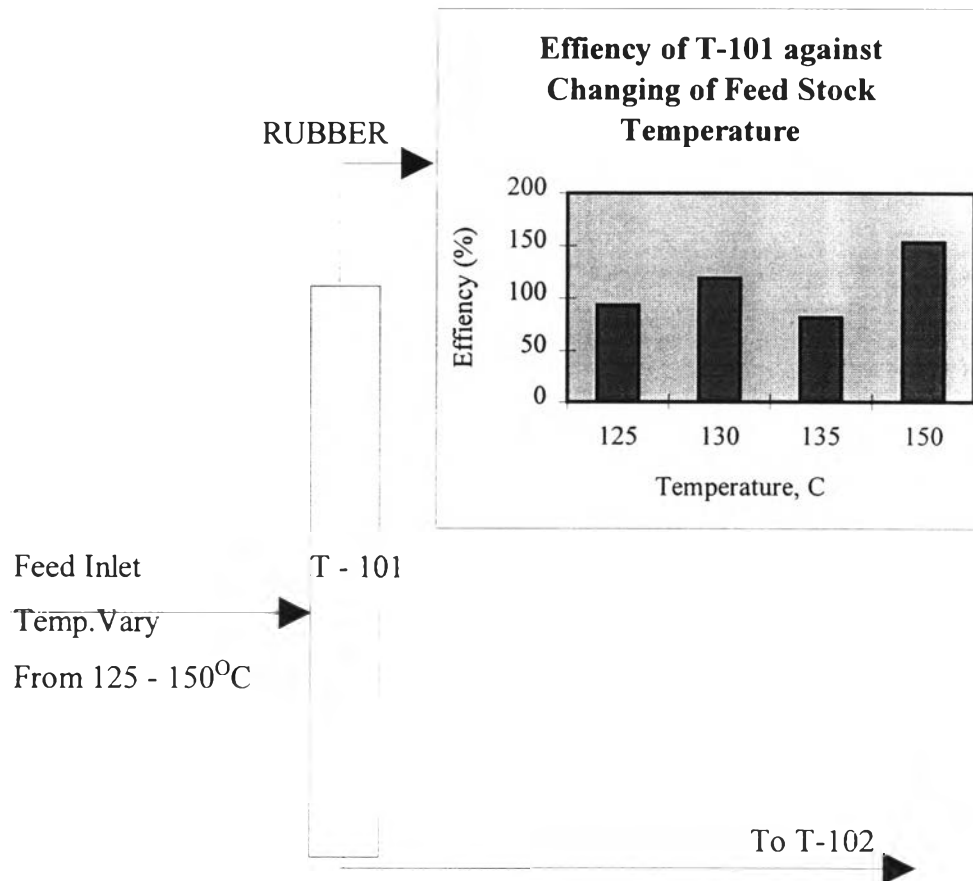 Effiency of T-101 against
Changing of Feed Stock
Temperature
RUBBER
200
150
100
50
0
Effiency (%)
125 130 135 150
Temperature, C
Feed Inlet
T - 101
Temp.Vary
From 125 - 150OC
To T-102